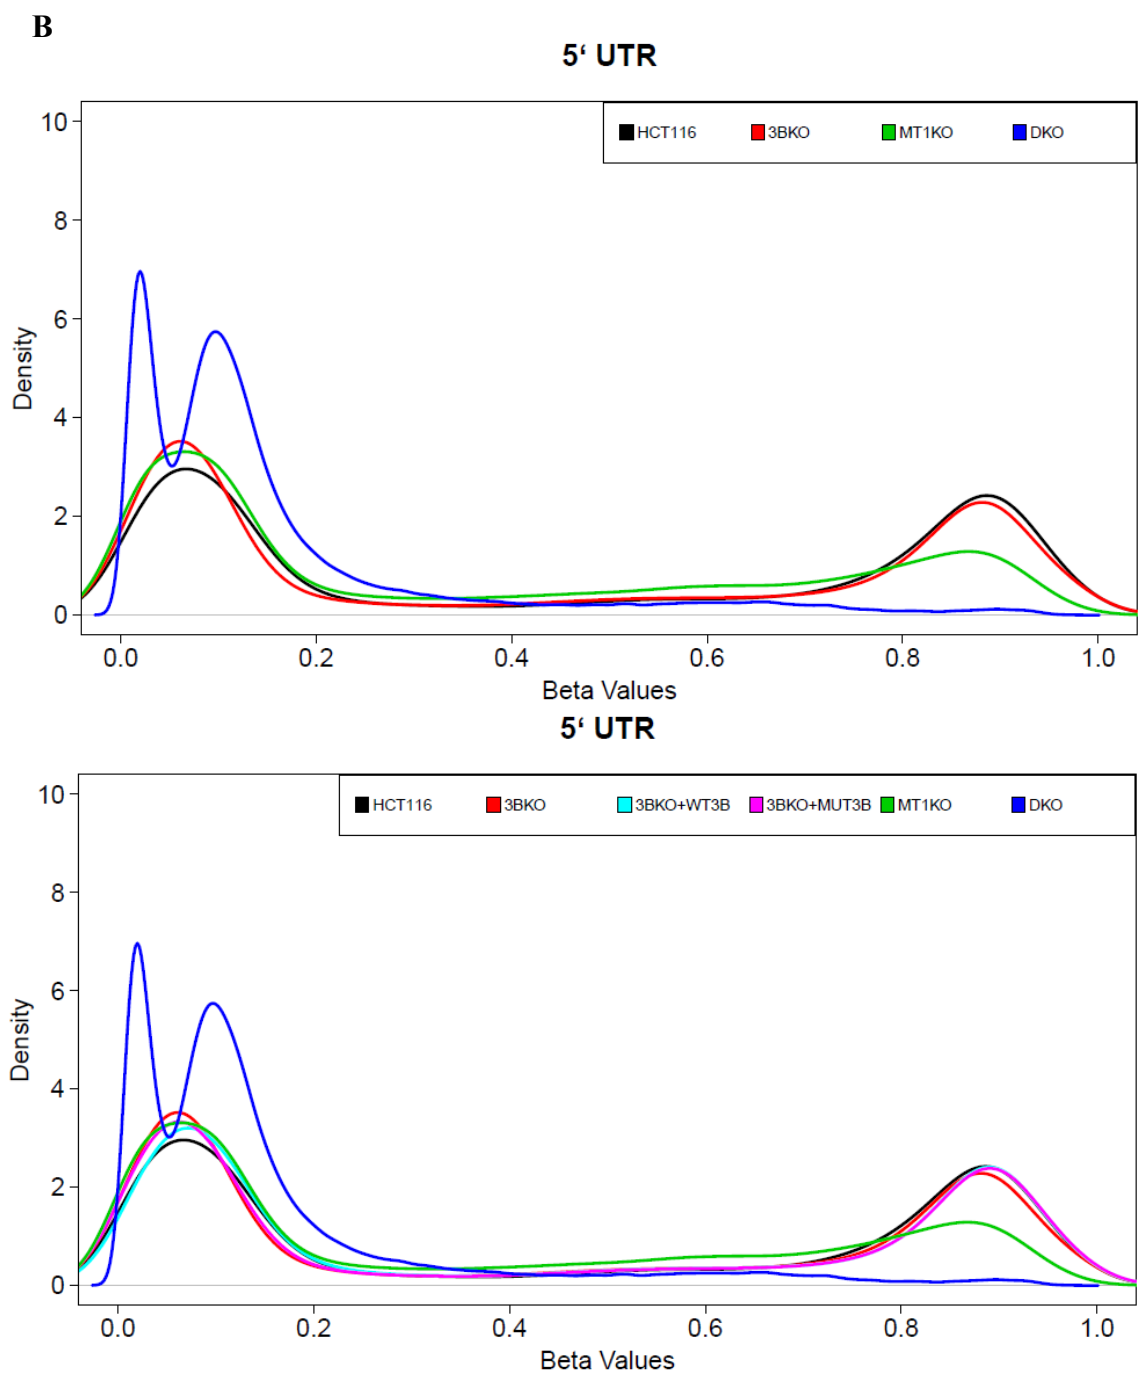 B
5‘ UTR
HCT116 3BKO MT1KO DKO
10
8
6
4
2
0
Density
0.0 0.2 0.4 0.6 0.8 1.0
Beta Values
5‘ UTR
HCT116 3BKO 3BKO+WT3B 3BKO+MUT3B MT1KO DKO
10
8
6
4
2
0
Density
0.0 0.2 0.4 0.6 0.8 1.0
Beta Values